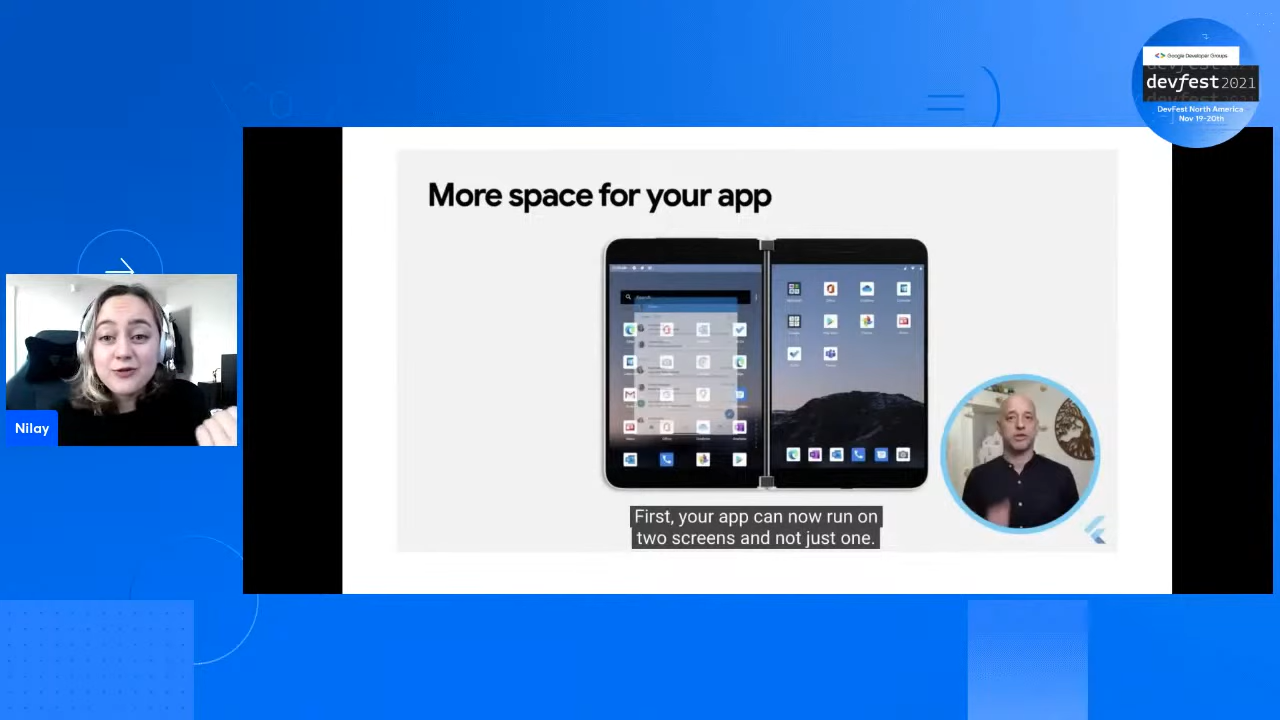 <> Google Developer Groups
devfest 2021
DevFest North America
Nov 19-20th
More space for your app
Nilay
First, your app can now run on
two screens and not just one.